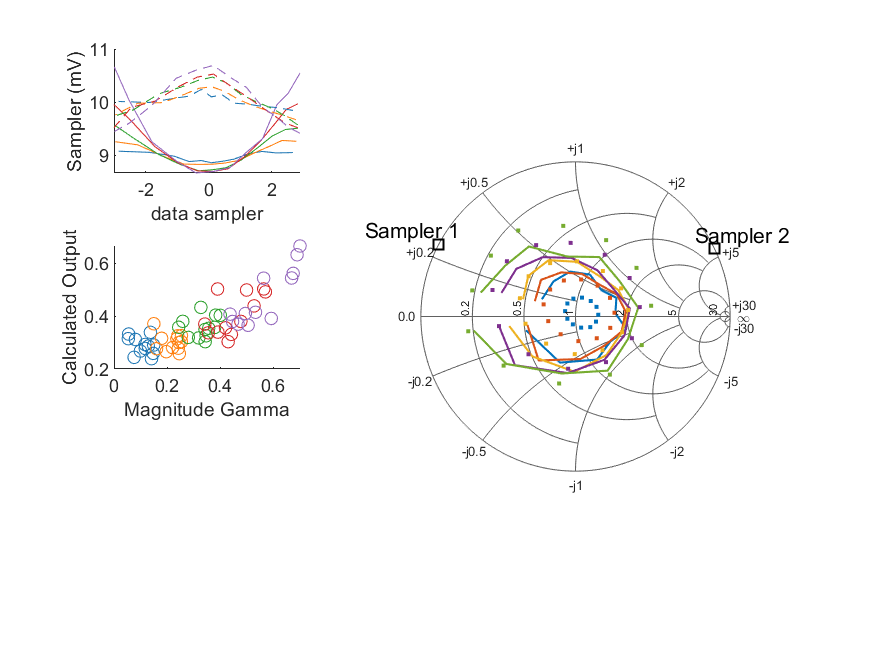 11
10
9
Sampler (mV)
-2
0
2
data sampler
0.6
0.4
0.2
Calculated Output
0
0.2
0.4
0.6
Magnitude Gamma
+j1
+j0.5
+j2
Sampler 1
Sampler 2
+j0.2
+j5
0.0
0.2
0.5
1
2
5
30
+j30
∞
-j30
-j0.2
-j5
-j0.5
-j2
-j1